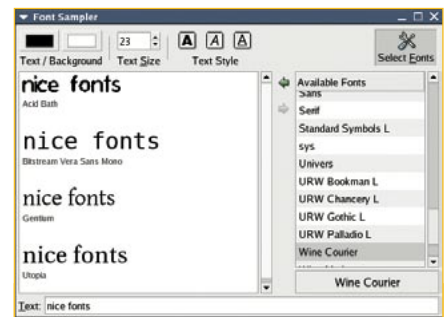 Font Sampler
23
A A A
Text / Background Text Size Text Style
Select Fonts
nice fonts
Acid Bath
nice fonts
Bitstream Vera Sans Mono
nice fonts
Gentium
nice fonts
Utopia
Available Fonts
Sans
Serif
Standard Symbols L
sys
Univers
URW Bookman L
URW Chancery L
URW Gothic L
URW Palladio L
Wine Courier
Wine Courier
Text: nice fonts